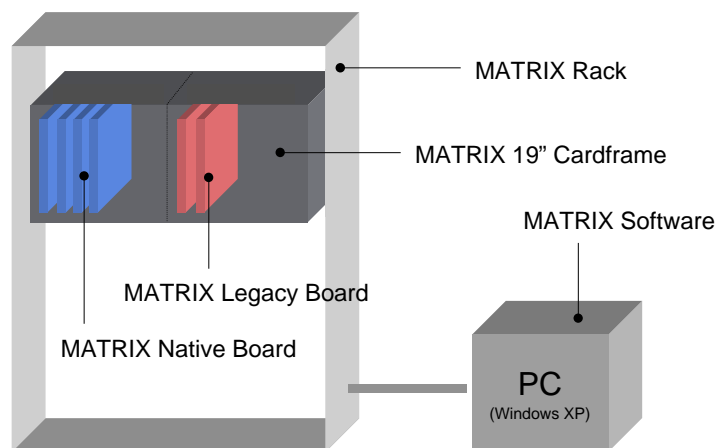 MATRIX Rack
MATRIX 19” Cardframe
MATRIX Software
MATRIX Legacy Board
MATRIX Native Board
PC
(Windows XP)